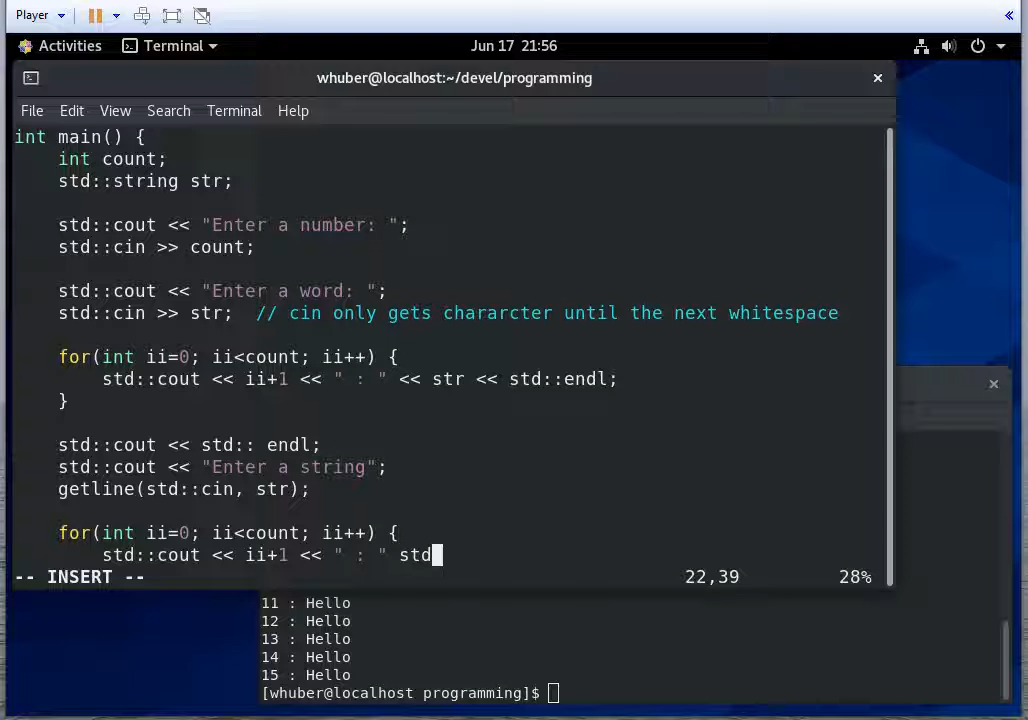 Player
Activities
Terminal
Jun 17 21:56
whuber@localhost:~/devel/programming
File Edit View Search Terminal Help
int main() {
    int count;
    std::string str;
    std::cout << "Enter a number: ";
    std::cin >> count;
    std::cout << "Enter a word: ";
    std::cin >> str;  // cin only gets chararcter until the next whitespace
    for(int ii=0; ii<count; ii++) {
        std::cout << ii+1 << " : " << str << std::endl;
    }
    std::cout << std:: endl;
    std::cout << "Enter a string";
    getline(std::cin, str);
    for(int ii=0; ii<count; ii++) {
        std::cout << ii+1 << " : " std
-- INSERT -- 22,39 28%
11 : Hello
12 : Hello
13 : Hello
14 : Hello
15 : Hello
[whuber@localhost programming]$